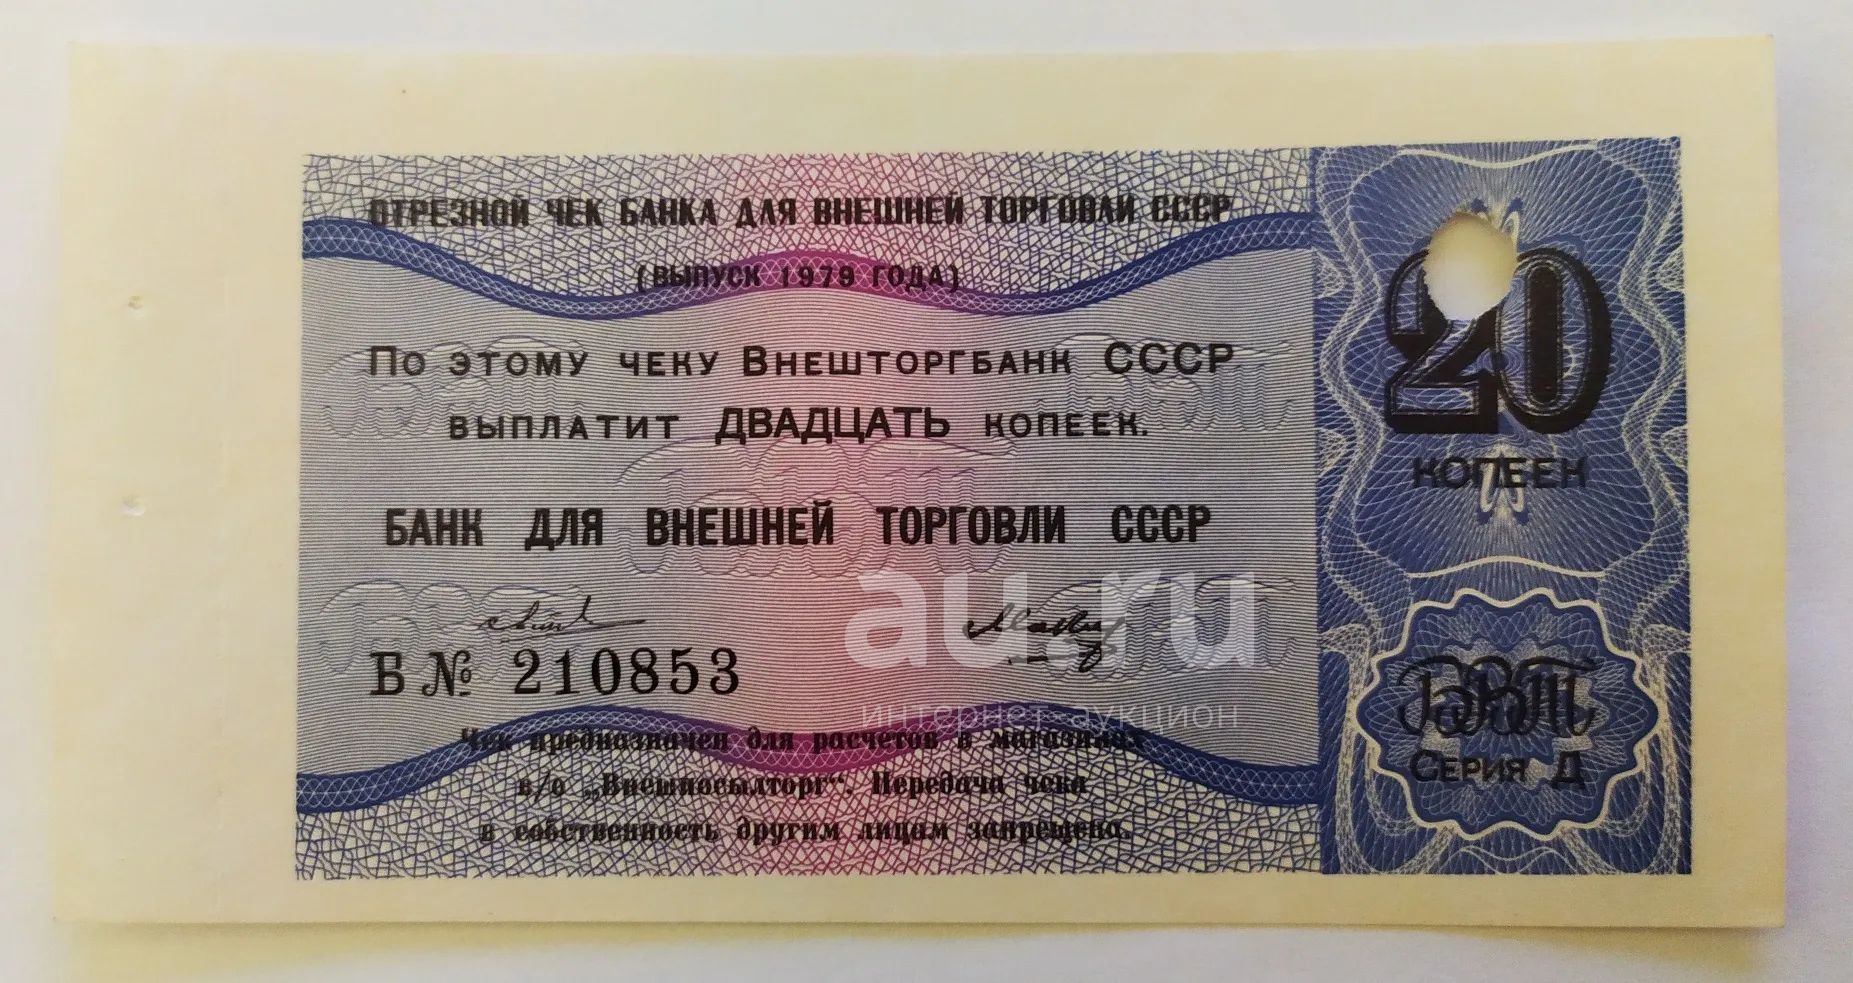 ОТРЕЗНОЙ ЧЕК БАНКА ДЛЯ ВНЕШНЕЙ ТОРГОВЛИ СССР
(ВЫПУСК 1979 ГОДА)
По этому чеку Внешторгбанк СССР
выплатит ДВАДЦАТЬ копеек.
БАНК ДЛЯ ВНЕШНЕЙ ТОРГОВЛИ СССР
Б № 210853
Чек предназначен для расчетов в магазинах
в/о „Внешпосылторг“. Передача чека
в собственность другим лицам запрещена.
20
КОПЕЕК
БВТ
Серия Д
au.ru
интернет-аукцион